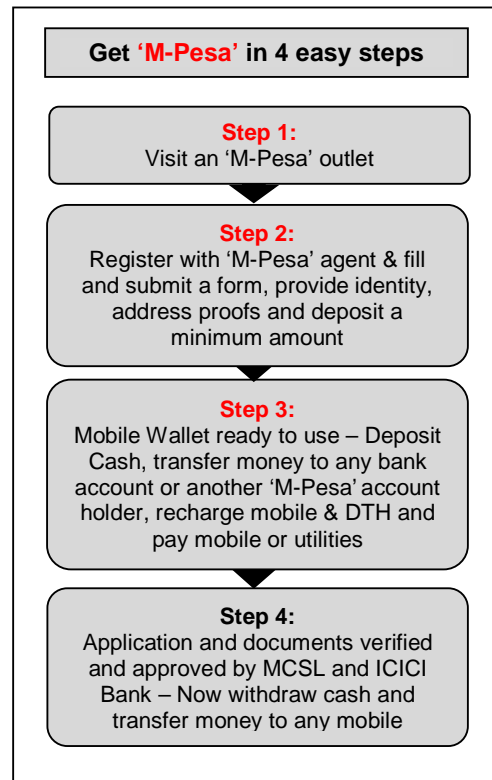 Get ‘M-Pesa’ in 4 easy steps
Step 1:
Visit an ‘M-Pesa’ outlet
Step 2:
Register with ‘M-Pesa’ agent & fill
and submit a form, provide identity,
address proofs and deposit a
minimum amount
Step 3:
Mobile Wallet ready to use – Deposit
Cash, transfer money to any bank
account or another ‘M-Pesa’ account
holder, recharge mobile & DTH and
pay mobile or utilities
Step 4:
Application and documents verified
and approved by MCSL and ICICI
Bank – Now withdraw cash and
transfer money to any mobile